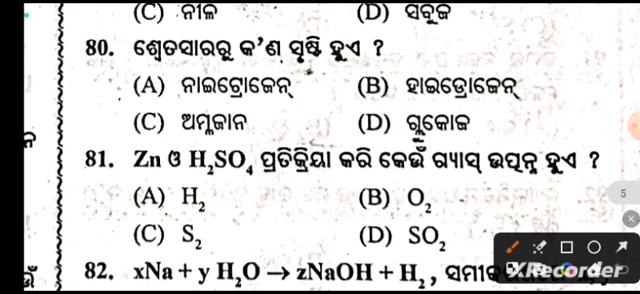 (C) ନୀଳ (D) ସବୁଜ
80. ଶ୍ୱେତସାରରୁ କ'ଣ ସୃଷ୍ଟି ହୁଏ ?
(A) ନାଇଟ୍ରୋଜେନ୍ (B) ହାଇଡ୍ରୋଜେନ୍
(C) ଅମ୍ଳଜାନ (D) ଗ୍ଲୁକୋଜ
81. Zn ଓ H₂SO₄ ପ୍ରତିକ୍ରିୟା କରି କେଉଁ ଗ୍ୟାସ୍ ଉତ୍ପନ୍ନ ହୁଏ ?
(A) H₂ (B) O₂
5
(C) S₂ (D) SO₂
82. xNa + y H₂O → zNaOH + H₂,
XRecorder